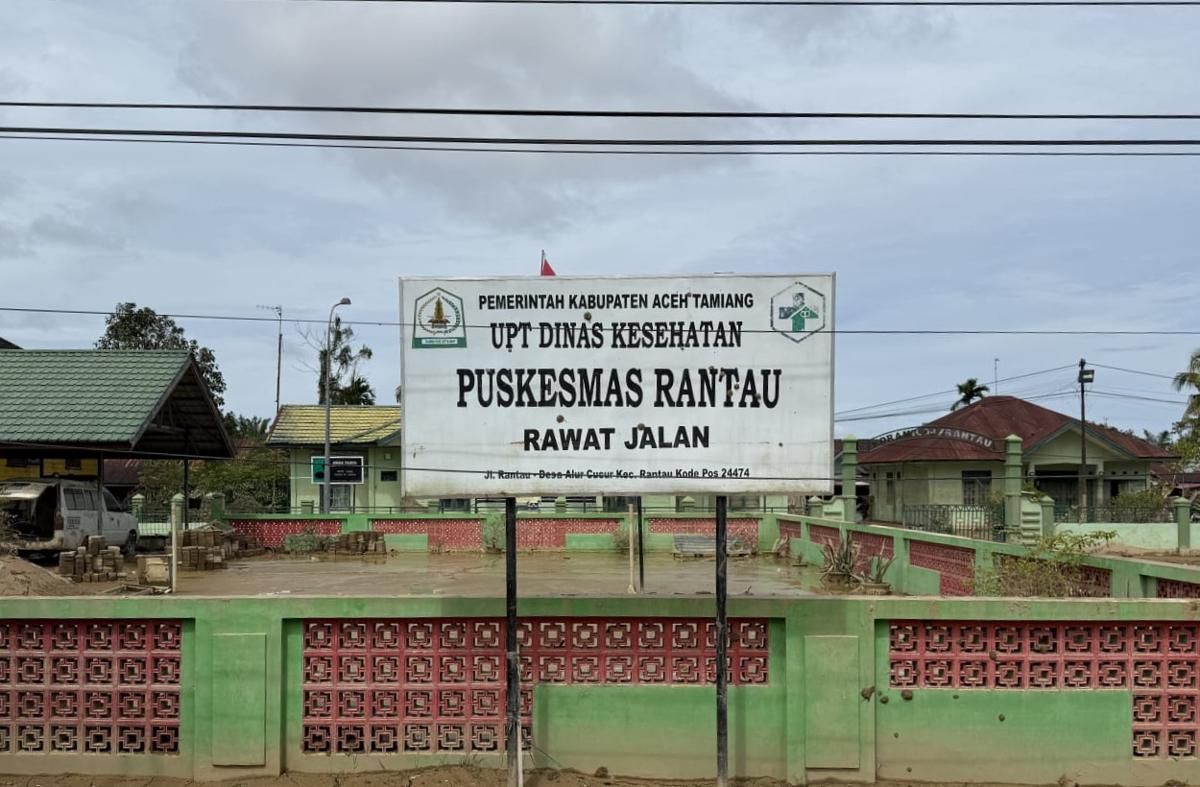 PEMERINTAH KABUPATEN ACEH TAMIANG
UPT DINAS KESEHATAN
PUSKESMAS RANTAU
RAWAT JALAN
Jl. Rantau - Desa Alur Cucur Kec. Rantau Kode Pos 24474
RANTAU